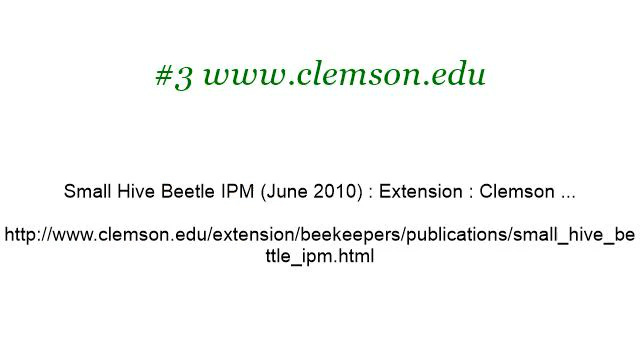 #3 www.clemson.edu
Small Hive Beetle IPM (June 2010) : Extension : Clemson ...
http://www.clemson.edu/extension/beekeepers/publications/small_hive_be
ttle_ipm.html